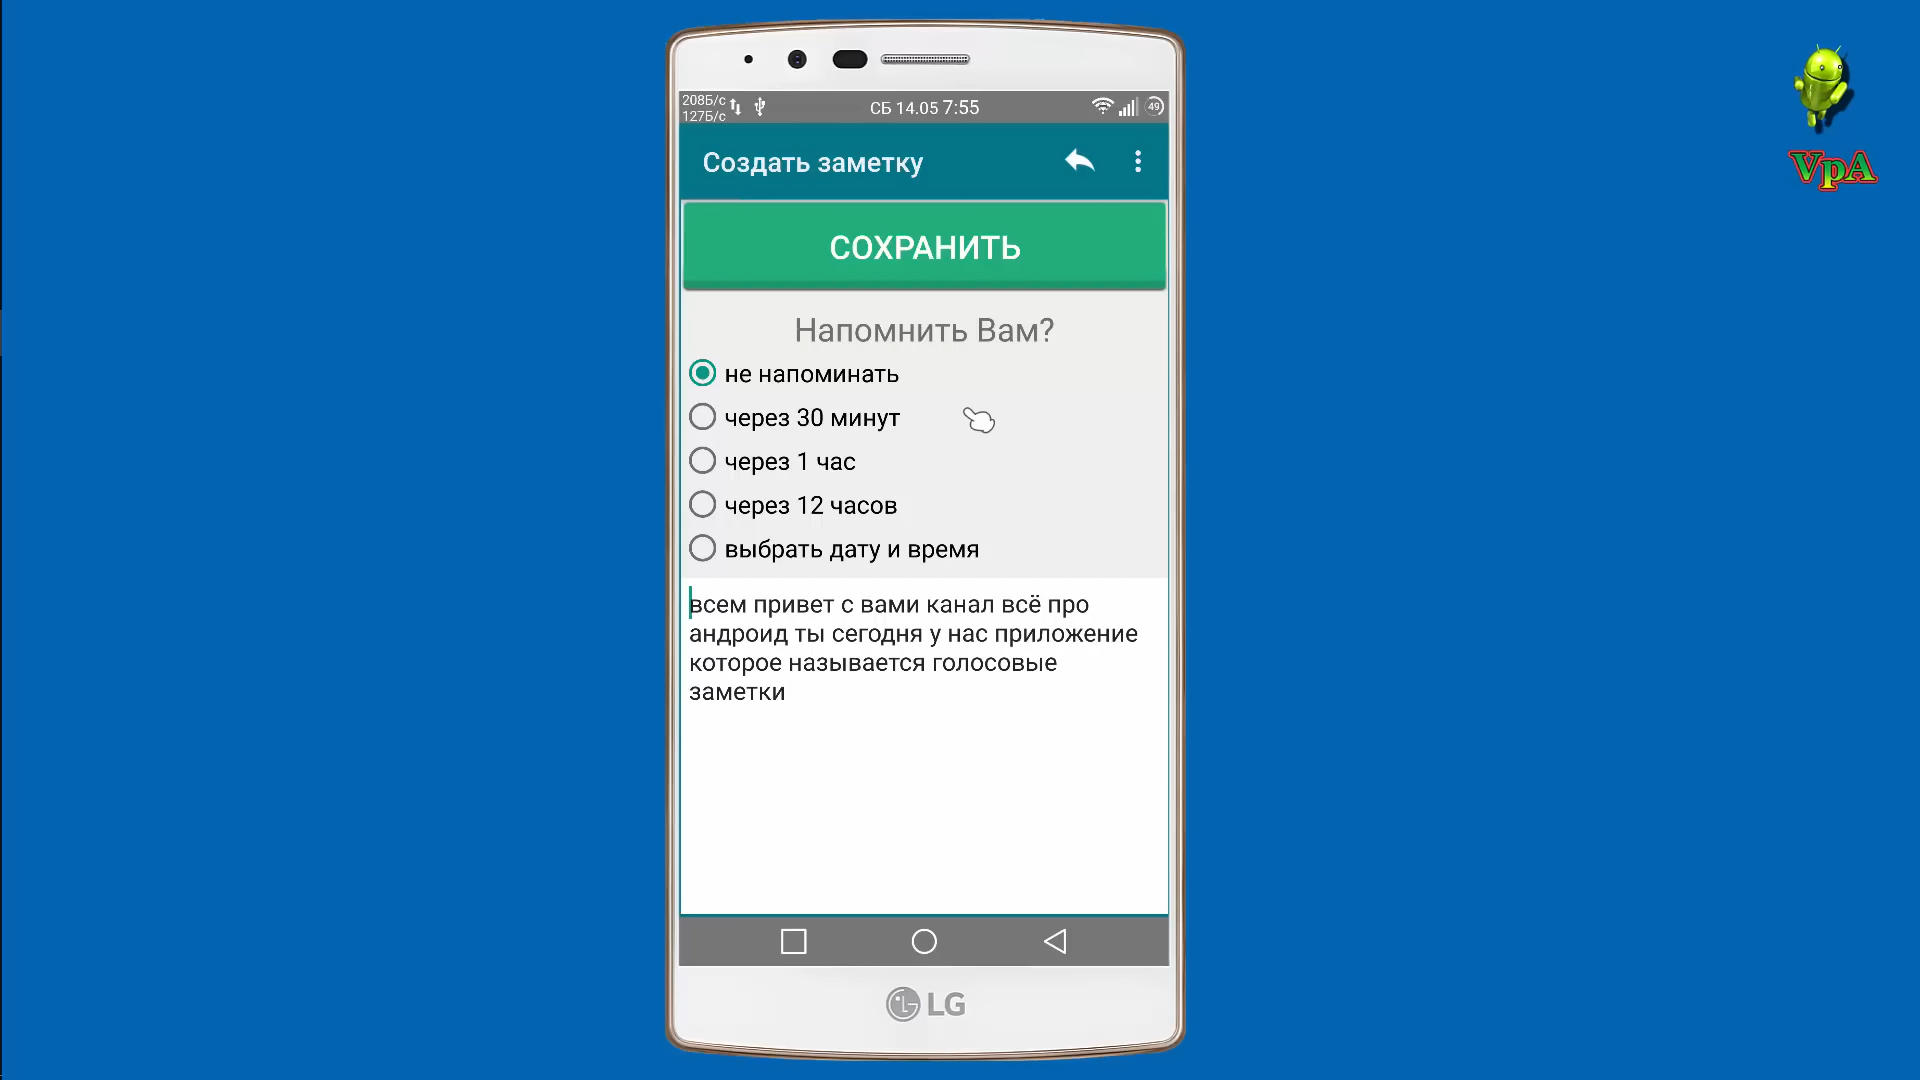 208Б/с
127Б/с
СБ 14.05 7:55
49
Создать заметку
СОХРАНИТЬ
Напомнить Вам?
не напоминать
через 30 минут
через 1 час
через 12 часов
выбрать дату и время
всем привет с вами канал всё про
андроид ты сегодня у нас приложение
которое называется голосовые
заметки
LG
VpA